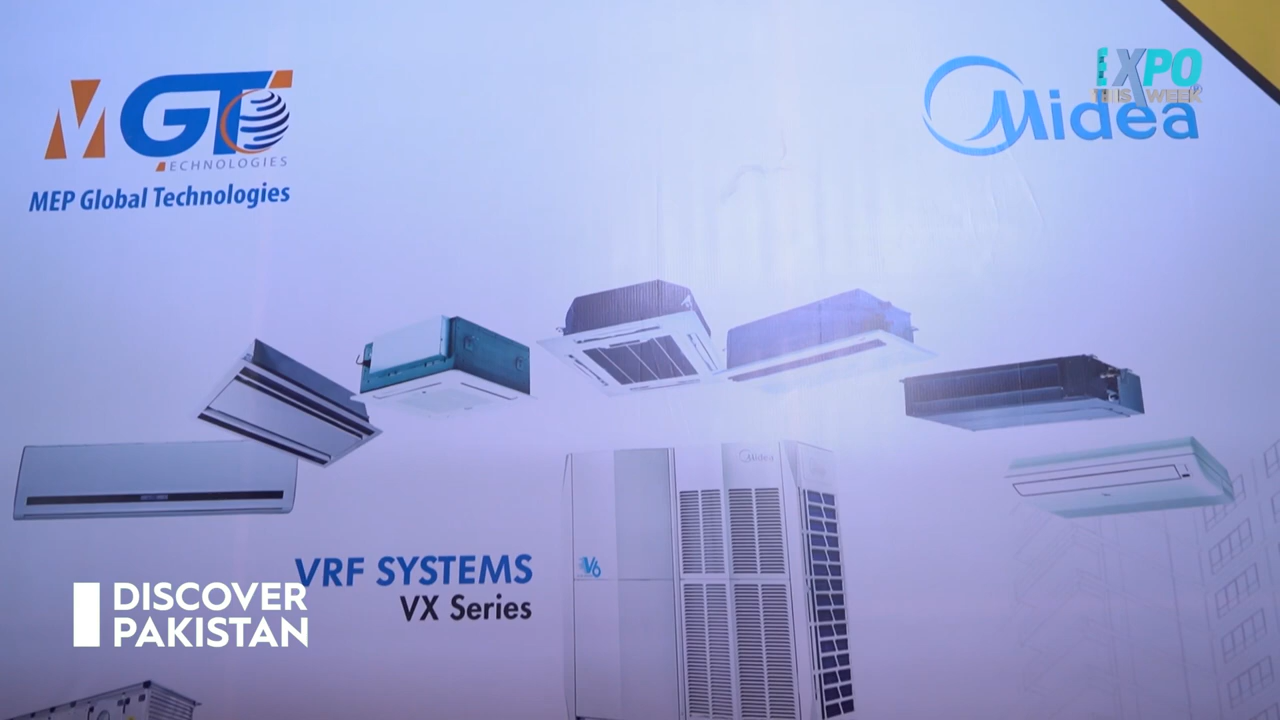 MGT
TECHNOLOGIES
MEP Global Technologies
Midea
EXPO
THIS WEEK
Midea
V6
VRF SYSTEMS
VX Series
DISCOVER
PAKISTAN